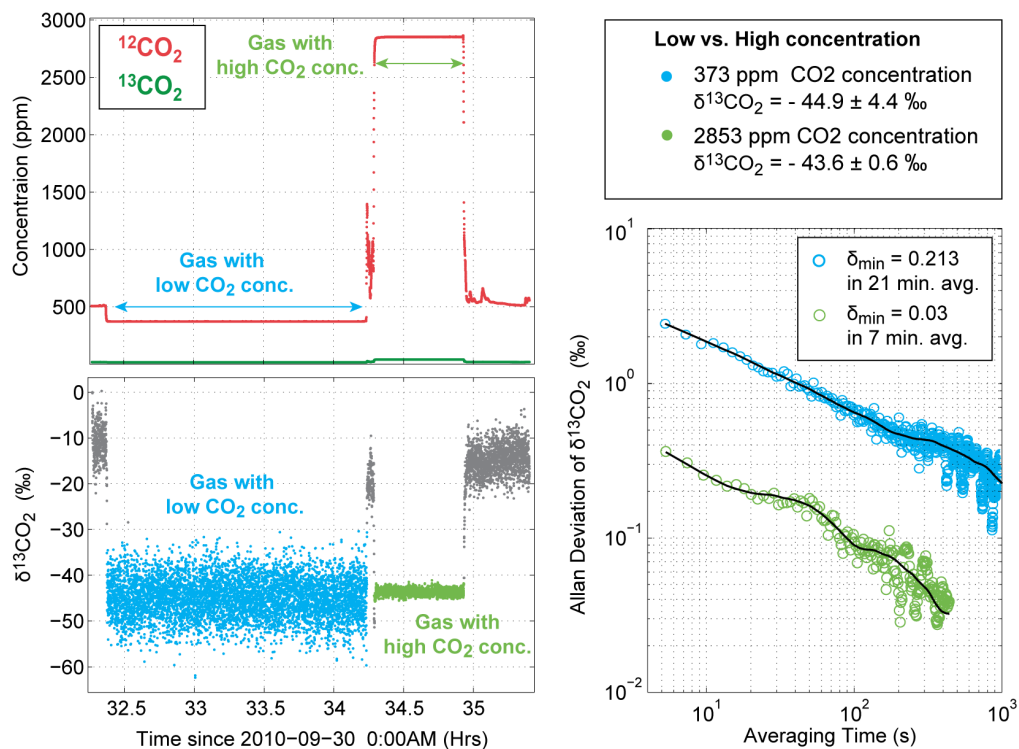 3000
2500
2000
1500
1000
500
Concentraion (ppm)
¹²CO₂
¹³CO₂
Gas with
high CO₂ conc.
Gas with
low CO₂ conc.
0
−10
−20
−30
−40
−50
−60
δ¹³CO₂ (‰)
Gas with
low CO₂ conc.
Gas with
high CO₂ conc.
32.5
33
33.5
34
34.5
35
Time since 2010−09−30 0:00AM (Hrs)
Low vs. High concentration
373 ppm CO2 concentration
δ¹³CO₂ = - 44.9 ± 4.4 ‰
2853 ppm CO2 concentration
δ¹³CO₂ = - 43.6 ± 0.6 ‰
10¹
10⁰
10⁻¹
10⁻²
Allan Deviation of δ¹³CO₂ (‰)
δmin = 0.213
in 21 min. avg.
δmin = 0.03
in 7 min. avg.
10¹
10²
10³
Averaging Time (s)